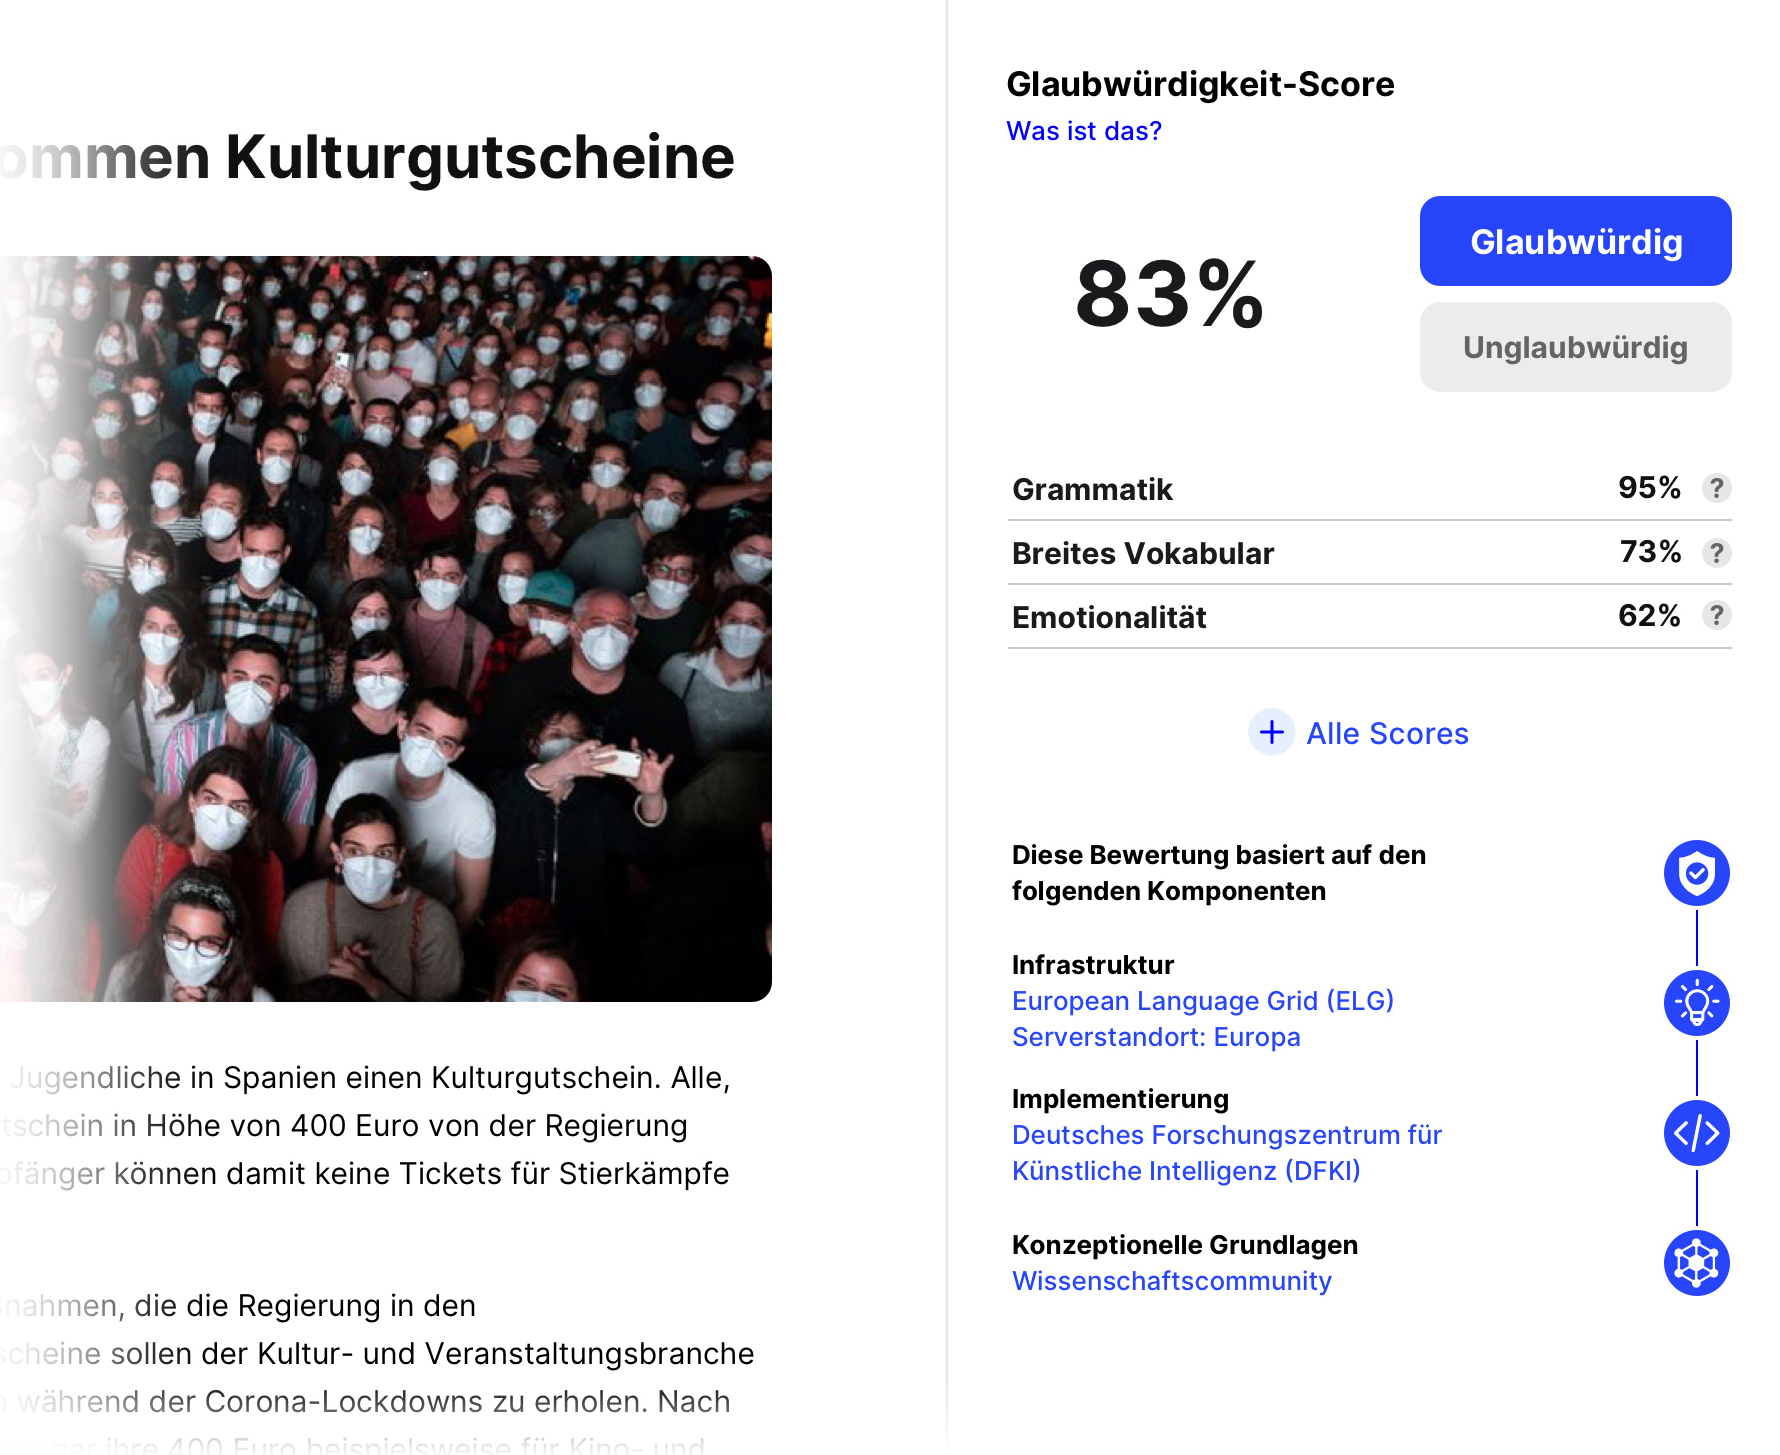 ommen Kulturgutscheine
Jugendliche in Spanien einen Kulturgutschein. Alle,
tschein in Höhe von 400 Euro von der Regierung
pfänger können damit keine Tickets für Stierkämpfe
ßnahmen, die die Regierung in den
scheine sollen der Kultur- und Veranstaltungsbranche
während der Corona-Lockdowns zu erholen. Nach
ihre 400 Euro beispielsweise für Kino- und
Glaubwürdigkeit-Score
Was ist das?
83%
Glaubwürdig
Unglaubwürdig
Grammatik 95% ?
Breites Vokabular 73% ?
Emotionalität 62% ?
+ Alle Scores
Diese Bewertung basiert auf den
folgenden Komponenten
Infrastruktur
European Language Grid (ELG)
Serverstandort: Europa
Implementierung
Deutsches Forschungszentrum für
Künstliche Intelligenz (DFKI)
Konzeptionelle Grundlagen
Wissenschaftscommunity